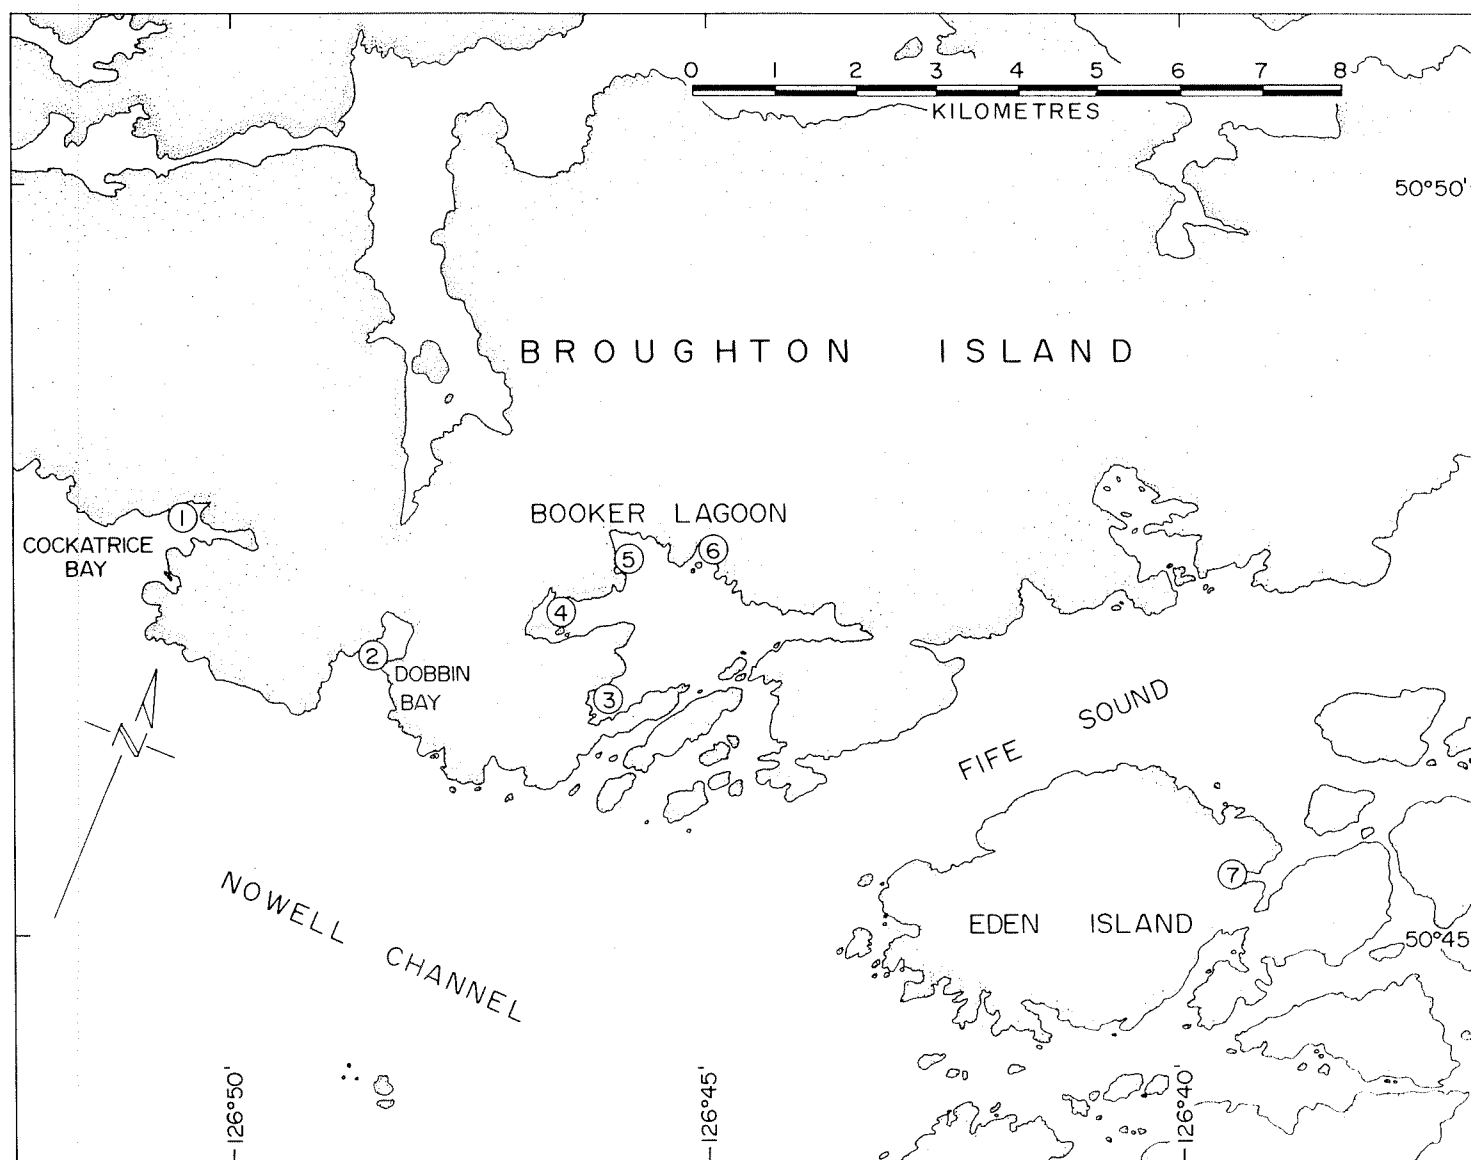 0 1 2 3 4 5 6 7 8
KILOMETRES
50°50'
BROUGHTON ISLAND
BOOKER LAGOON
1
COCKATRICE
BAY
5
6
4
2
DOBBIN
BAY
3
N
FIFE SOUND
7
NOWELL CHANNEL
EDEN ISLAND
50°45
126°50'
126°45'
126°40'